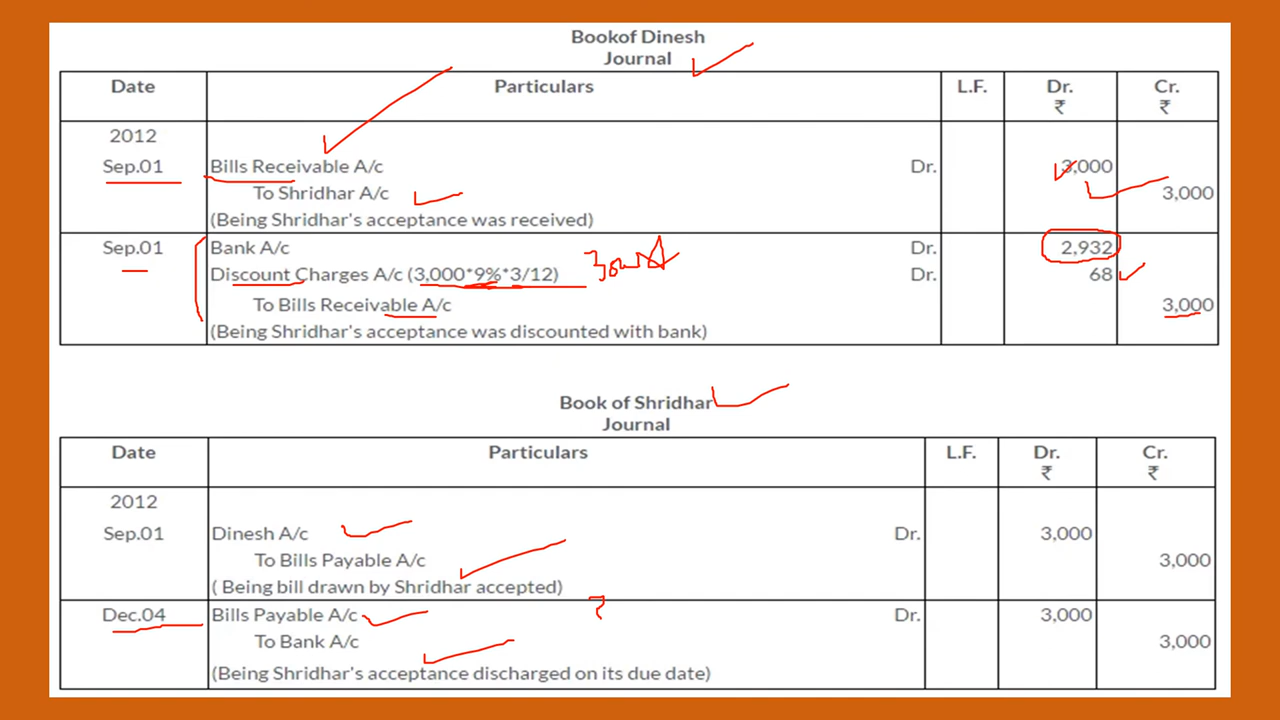 Bookof Dinesh
Journal
Date Particulars L.F. Dr. Cr.
₹ ₹
2012
Sep.01 Bills Receivable A/c Dr. 3,000
To Shridhar A/c 3,000
(Being Shridhar's acceptance was received)
Sep.01 Bank A/c Dr. 2,932
Discount Charges A/c (3,000*9%*3/12) Dr. 68
To Bills Receivable A/c 3,000
(Being Shridhar's acceptance was discounted with bank)
Book of Shridhar
Journal
Date Particulars L.F. Dr. Cr.
₹ ₹
2012
Sep.01 Dinesh A/c Dr. 3,000
To Bills Payable A/c 3,000
( Being bill drawn by Shridhar accepted)
Dec.04 Bills Payable A/c Dr. 3,000
To Bank A/c 3,000
(Being Shridhar's acceptance discharged on its due date)